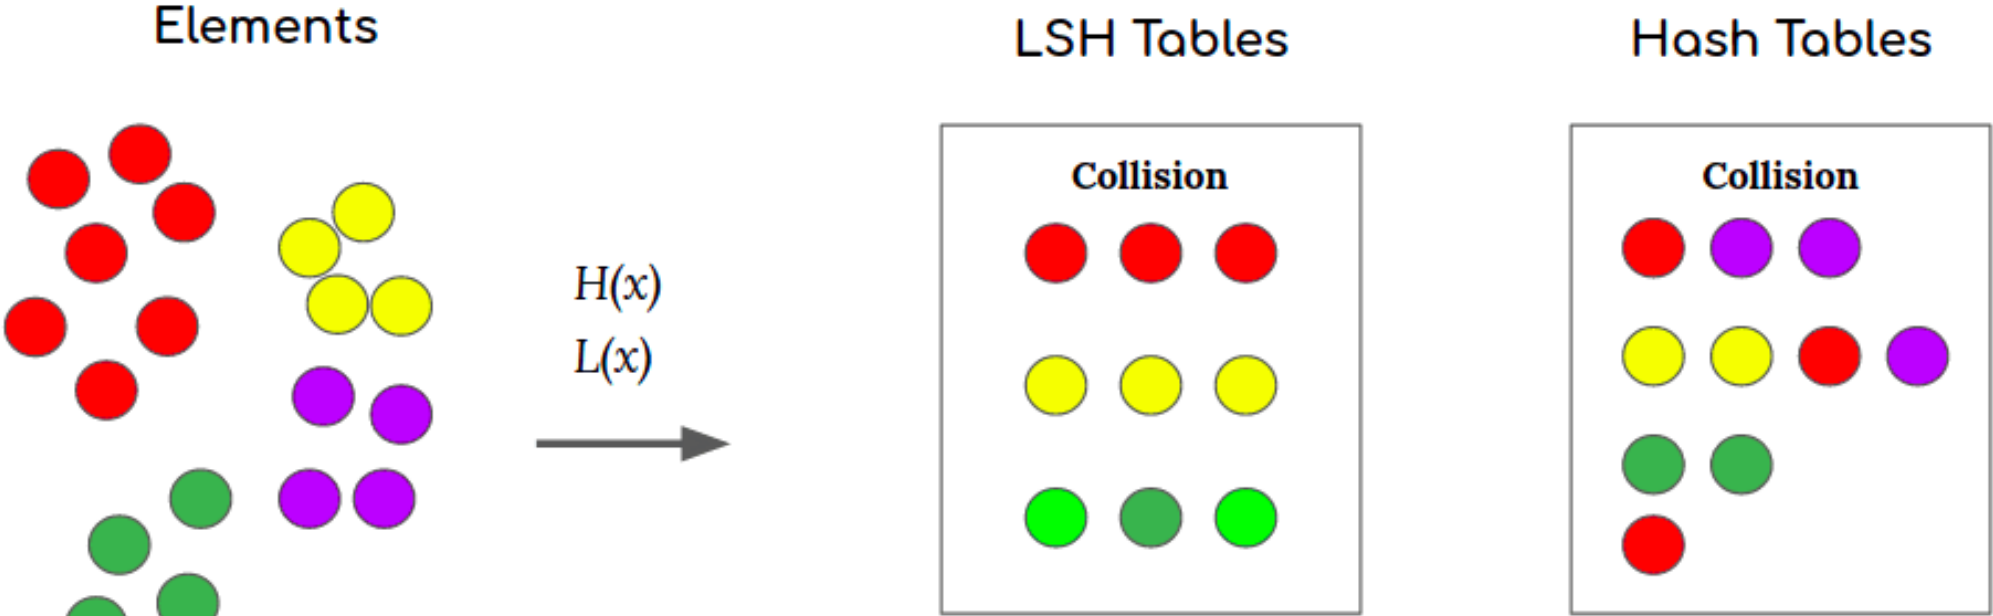 Elements
LSH Tables
Hash Tables
Collision
Collision
H(x)
L(x)